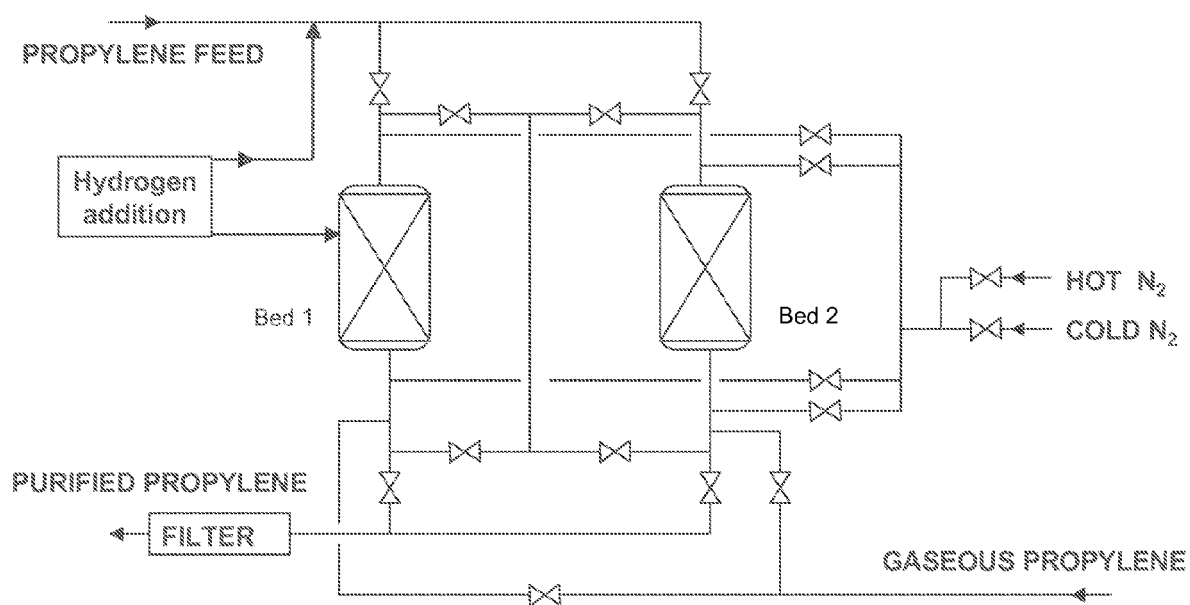 PROPYLENE FEED
Hydrogen
addition
Bed 1
Bed 2
HOT N₂
COLD N₂
PURIFIED PROPYLENE
FILTER
GASEOUS PROPYLENE